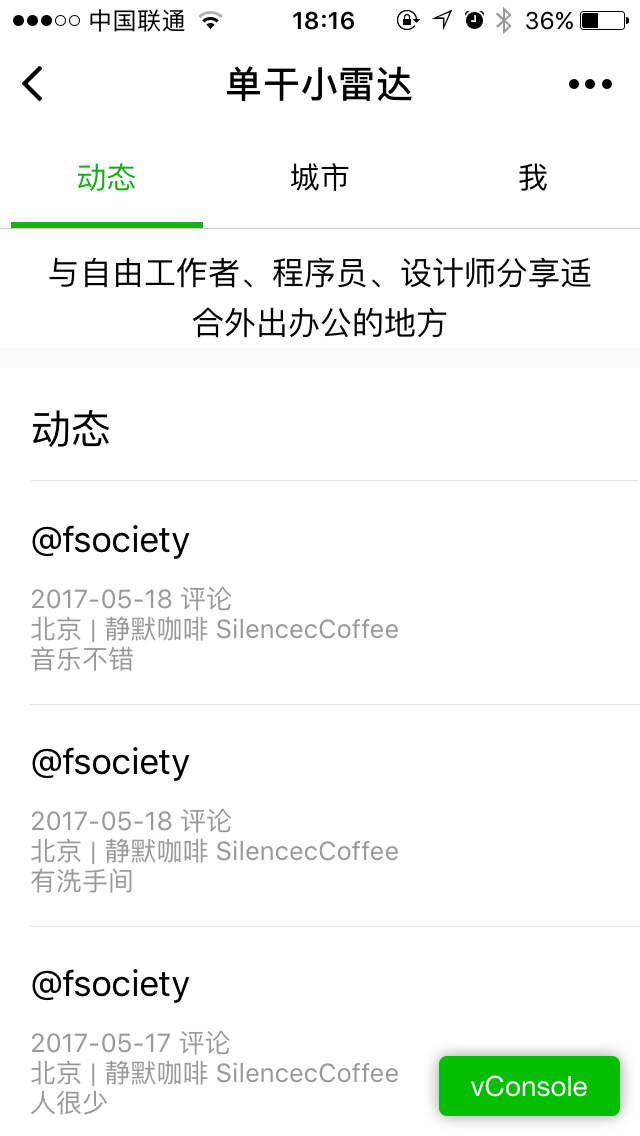 中国联通 18:16 36%
单干小雷达
动态 城市 我
与自由工作者、程序员、设计师分享适
合外出办公的地方
动态
@fsociety
2017-05-18 评论
北京 | 静默咖啡 SilencecCoffee
音乐不错
@fsociety
2017-05-18 评论
北京 | 静默咖啡 SilencecCoffee
有洗手间
@fsociety
2017-05-17 评论
北京 | 静默咖啡 SilencecCoffee
人很少
vConsole